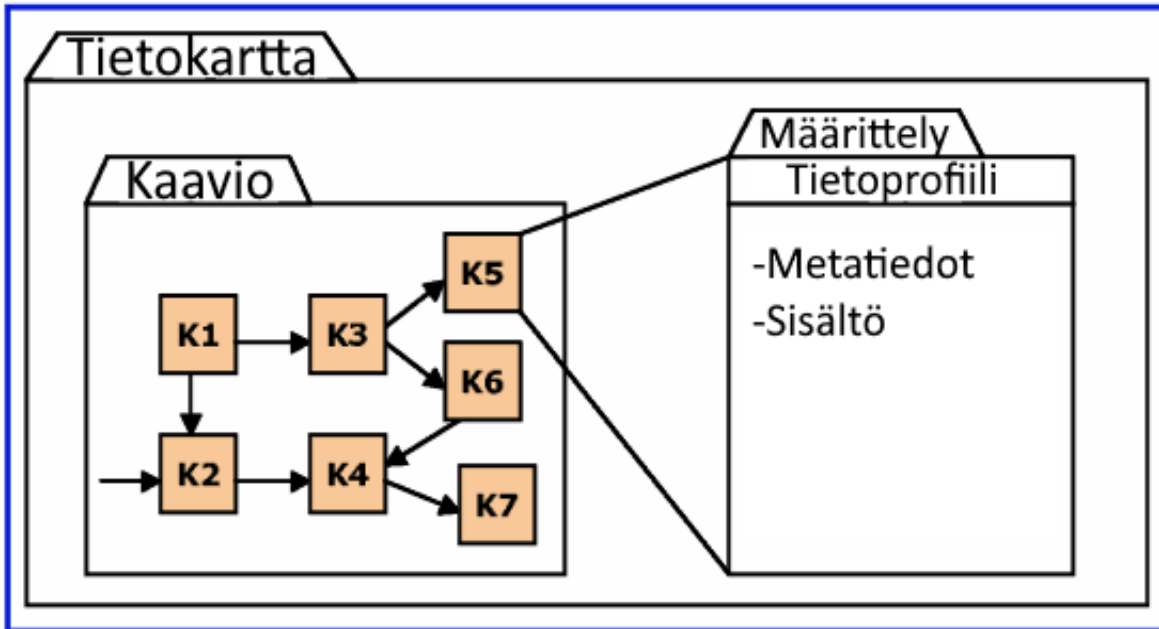 Tietokartta
Kaavio
K1
K3
K5
K6
K2
K4
K7
Määrittely
Tietoprofiili
-Metatiedot
-Sisältö